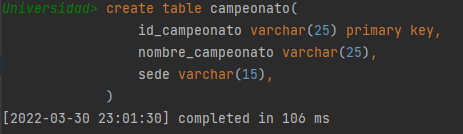 Universidad> create table campeonato(
id_campeonato varchar(25) primary key,
nombre_campeonato varchar(25),
sede varchar(15),
)
[2022-03-30 23:01:30] completed in 106 ms